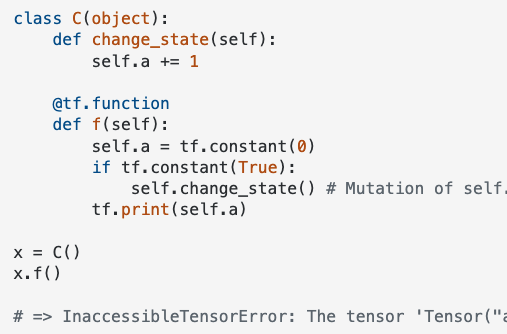 class C(object):
    def change_state(self):
        self.a += 1

    @tf.function
    def f(self):
        self.a = tf.constant(0)
        if tf.constant(True):
            self.change_state() # Mutation of self.
        tf.print(self.a)

x = C()
x.f()

# => InaccessibleTensorError: The tensor 'Tensor("a